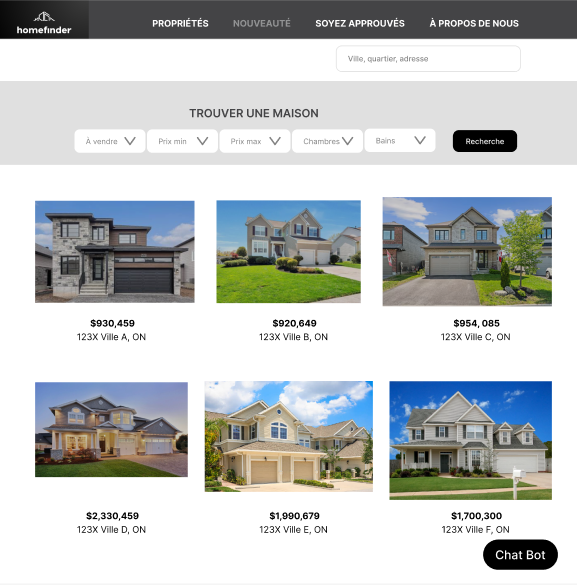 homefinder
PROPRIÉTÉS NOUVEAUTÉ SOYEZ APPROUVÉS À PROPOS DE NOUS
Ville, quartier, adresse
TROUVER UNE MAISON
À vendre Prix min Prix max Chambres Bains Recherche
$930,459 $920,649 $954, 085
123X Ville A, ON 123X Ville B, ON 123X Ville C, ON
$2,330,459 $1,990,679 $1,700,300
123X Ville D, ON 123X Ville E, ON 123X Ville F, ON
Chat Bot